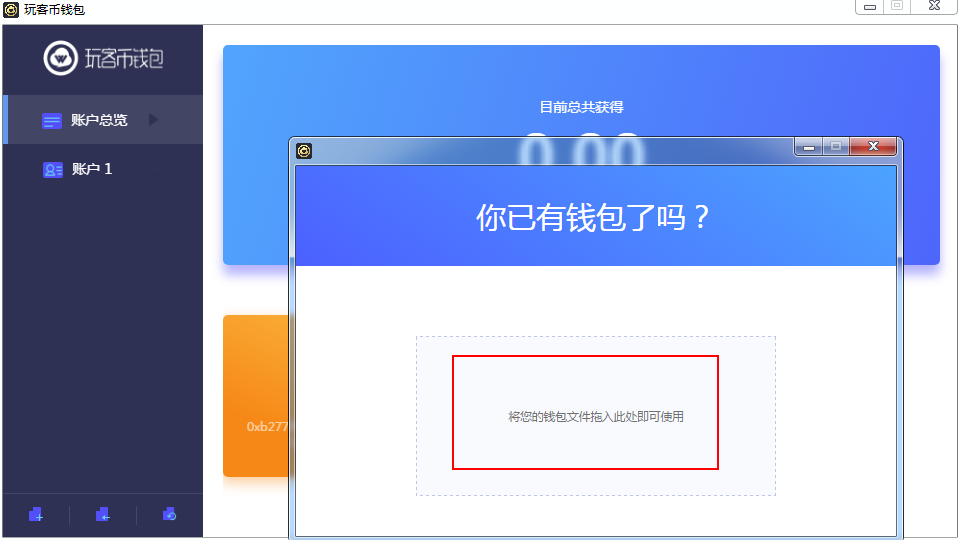 玩客币钱包
玩客币钱包
账户总览
账户 1
目前总共获得
0.00
你已有钱包了吗？
将您的钱包文件拖入此处即可使用
0xb277